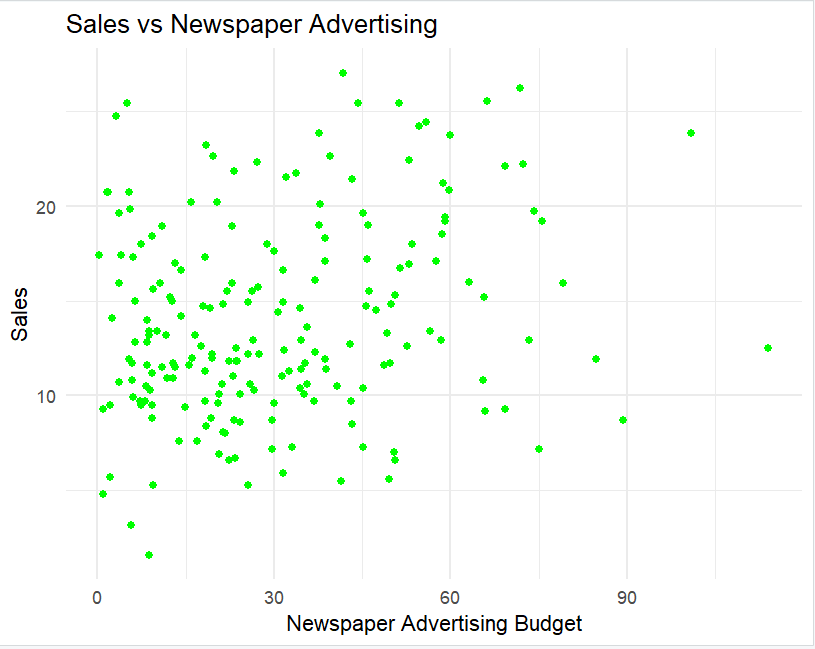 Sales vs Newspaper Advertising
Sales
20
10
0 30 60 90
Newspaper Advertising Budget